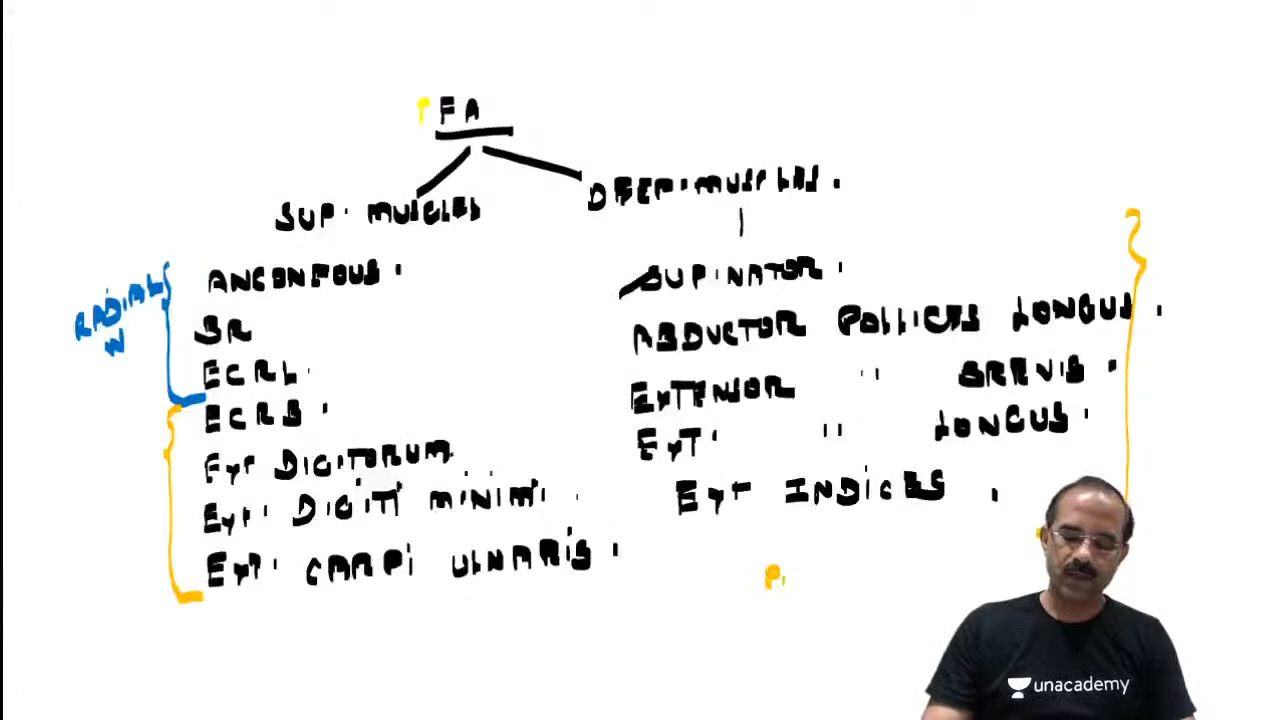 FA
SUP. MUSCLES
DEEP. MUSCLES.
RADIAL
N
ANCONEOUS.
BR
ECRL.
ECRB.
EXT DIGITORUM
EXT. DIGITI MINIMI
EXT. CARPI ULNARIS.
SUPINATOR.
ABDUCTOR POLLICES LONGUS.
EXTENSOR " BREVIS.
EXT. " LONGUS.
EXT INDICES.
P
unacademy